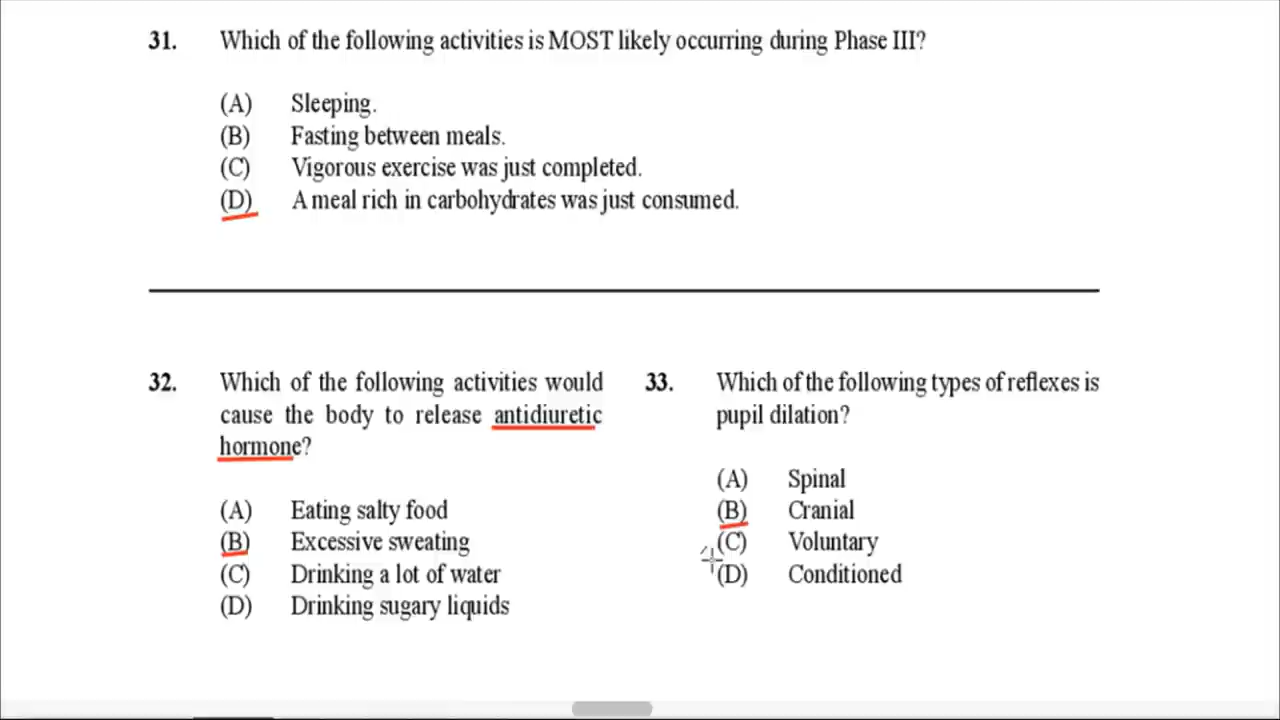 31. Which of the following activities is MOST likely occurring during Phase III?
(A) Sleeping.
(B) Fasting between meals.
(C) Vigorous exercise was just completed.
(D) A meal rich in carbohydrates was just consumed.
32. Which of the following activities would
cause the body to release antidiuretic
hormone?
(A) Eating salty food
(B) Excessive sweating
(C) Drinking a lot of water
(D) Drinking sugary liquids
33. Which of the following types of reflexes is
pupil dilation?
(A) Spinal
(B) Cranial
(C) Voluntary
(D) Conditioned